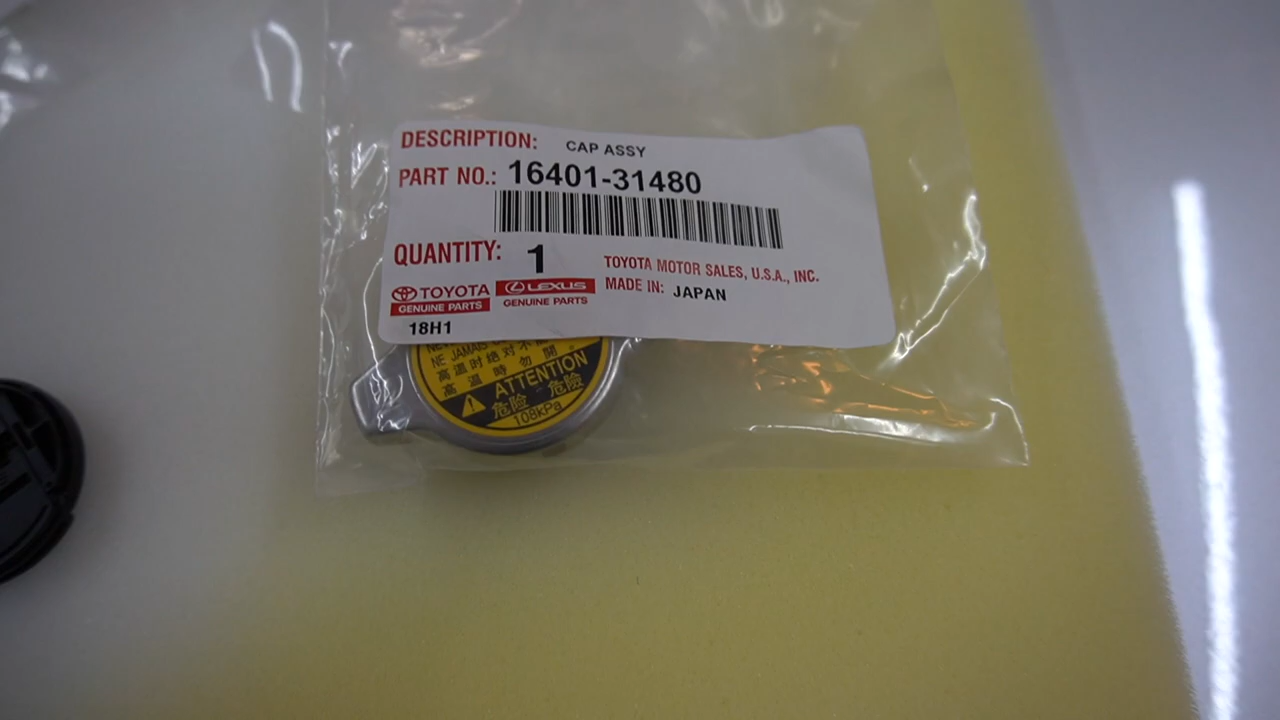 DESCRIPTION: CAP ASSY
PART NO.: 16401-31480
QUANTITY: 1
TOYOTA MOTOR SALES, U.S.A., INC.
MADE IN: JAPAN
TOYOTA
GENUINE PARTS
LEXUS
GENUINE PARTS
18H1
NE JAMAIS
高温时绝对不
高温時勿開
ATTENTION
危险 危険
108kPa